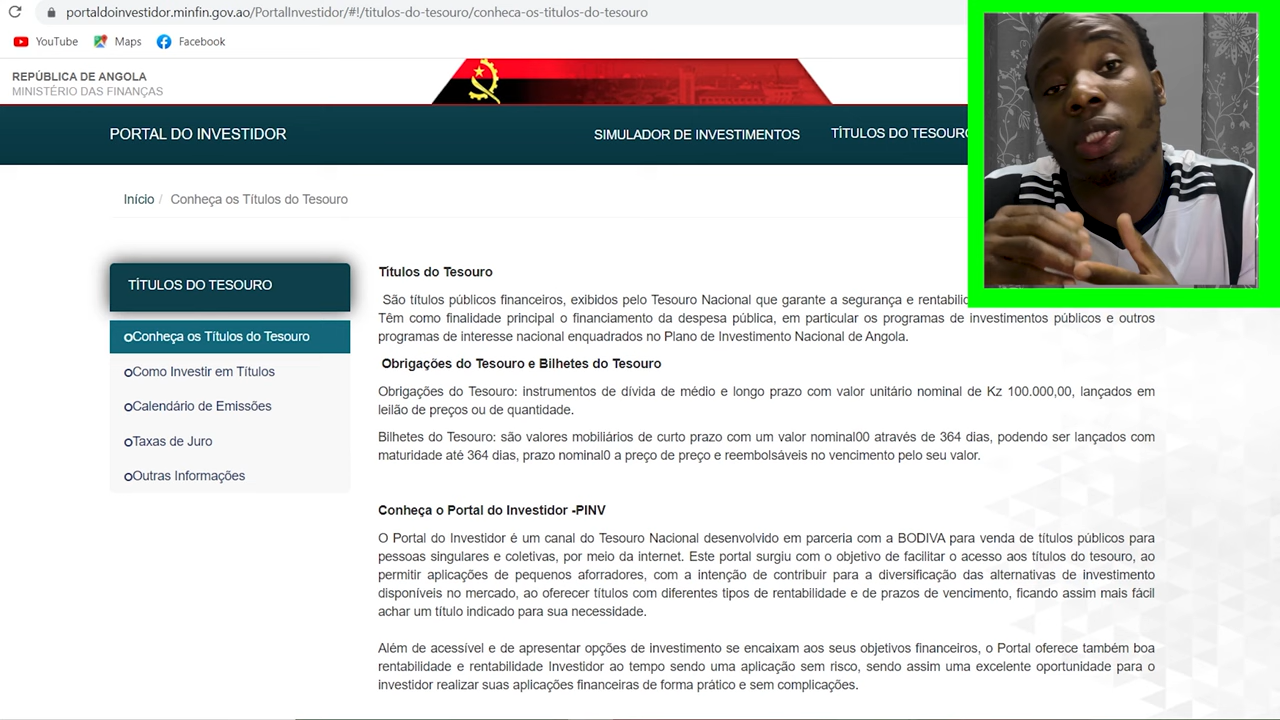 portaldoinvestidor.minfin.gov.ao/PortalInvestidor/#!/titulos-do-tesouro/conheca-os-titulos-do-tesouro
YouTube Maps Facebook
REPÚBLICA DE ANGOLA
MINISTÉRIO DAS FINANÇAS
PORTAL DO INVESTIDOR
SIMULADOR DE INVESTIMENTOS
TÍTULOS DO TESOURO
Início / Conheça os Títulos do Tesouro
TÍTULOS DO TESOURO
Conheça os Títulos do Tesouro
Como Investir em Títulos
Calendário de Emissões
Taxas de Juro
Outras Informações
Títulos do Tesouro
São títulos públicos financeiros, exibidos pelo Tesouro Nacional que garante a segurança e
Têm como finalidade principal o financiamento da despesa pública, em particular os programas de investimentos públicos e outros
programas de interesse nacional enquadrados no Plano de Investimento Nacional de Angola.
Obrigações do Tesouro e Bilhetes do Tesouro
Obrigações do Tesouro: instrumentos de dívida de médio e longo prazo com valor unitário nominal de Kz 100.000,00, lançados em
leilão de preços ou de quantidade.
Bilhetes do Tesouro: são valores mobiliários de curto prazo com um valor nominal00 através de 364 dias, podendo ser lançados com
maturidade até 364 dias, prazo nominal0 a preço de preço e reembolsáveis no vencimento pelo seu valor.
Conheça o Portal do Investidor -PINV
O Portal do Investidor é um canal do Tesouro Nacional desenvolvido em parceria com a BODIVA para venda de títulos públicos para
pessoas singulares e coletivas, por meio da internet. Este portal surgiu com o objetivo de facilitar o acesso aos títulos do tesouro, ao
permitir aplicações de pequenos aforradores, com a intenção de contribuir para a diversificação das alternativas de investimento
disponíveis no mercado, ao oferecer títulos com diferentes tipos de rentabilidade e de prazos de vencimento, ficando assim mais fácil
achar um título indicado para sua necessidade.
Além de acessível e de apresentar opções de investimento se encaixam aos seus objetivos financeiros, o Portal oferece também boa
rentabilidade e rentabilidade Investidor ao tempo sendo uma aplicação sem risco, sendo assim uma excelente oportunidade para o
investidor realizar suas aplicações financeiras de forma prático e sem complicações.